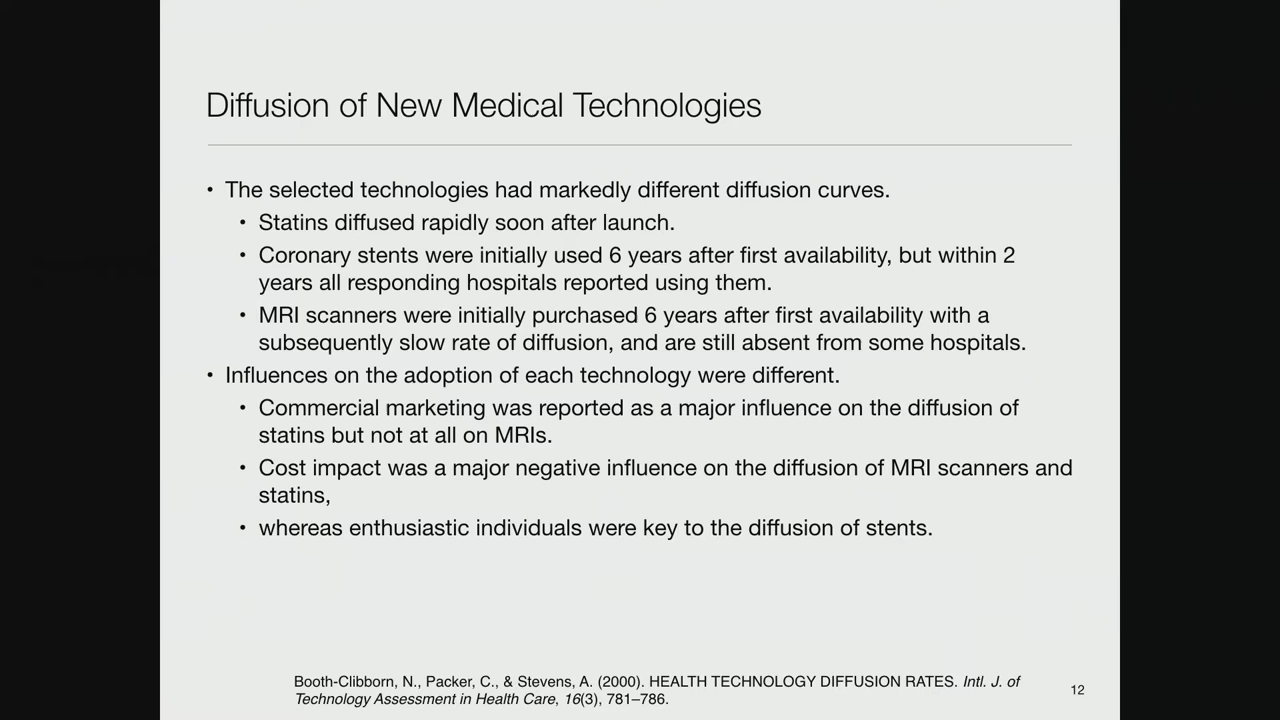 Diffusion of New Medical Technologies
• The selected technologies had markedly different diffusion curves.
• Statins diffused rapidly soon after launch.
• Coronary stents were initially used 6 years after first availability, but within 2
years all responding hospitals reported using them.
• MRI scanners were initially purchased 6 years after first availability with a
subsequently slow rate of diffusion, and are still absent from some hospitals.
• Influences on the adoption of each technology were different.
• Commercial marketing was reported as a major influence on the diffusion of
statins but not at all on MRIs.
• Cost impact was a major negative influence on the diffusion of MRI scanners and
statins,
• whereas enthusiastic individuals were key to the diffusion of stents.
Booth-Clibborn, N., Packer, C., & Stevens, A. (2000). HEALTH TECHNOLOGY DIFFUSION RATES. Intl. J. of
Technology Assessment in Health Care, 16(3), 781–786.
12